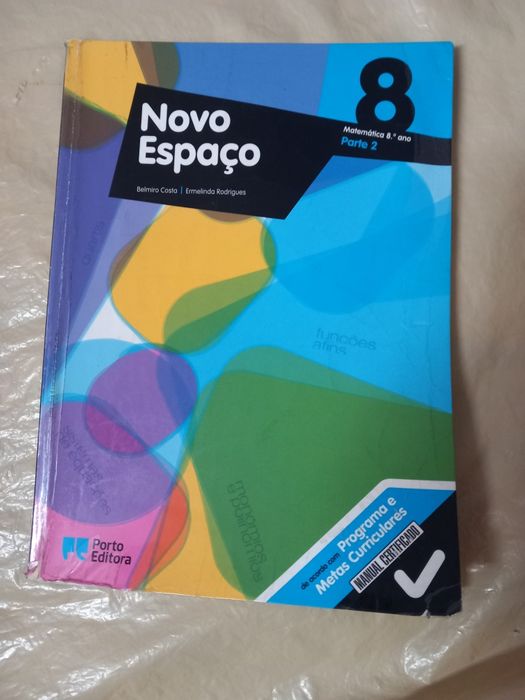 8
Matemática 8.º ano
Parte 2
Novo
Espaço
Belmiro Costa | Ermelinda Rodrigues
funções
afins
de acordo com Programa e
Metas Curriculares
MANUAL CERTIFICADO
Porto
Editora